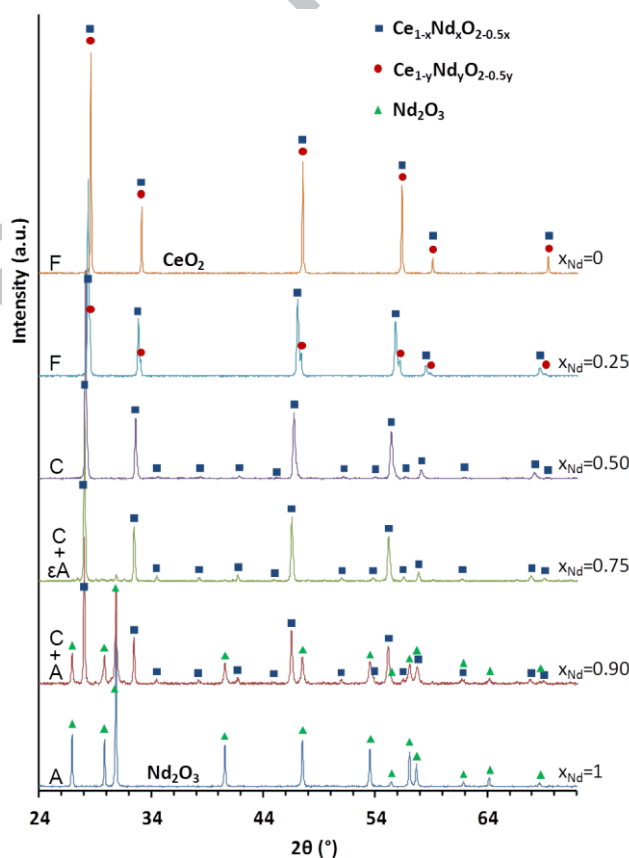 Ce1-xNdxO2-0.5x
Ce1-yNdyO2-0.5y
Nd2O3
Intensity (a.u.)
F
CeO2
xNd=0
F
xNd=0.25
C
xNd=0.50
C
+
εA
xNd=0.75
C
+
A
xNd=0.90
A
Nd2O3
xNd=1
24 34 44 54 64
2θ (°)